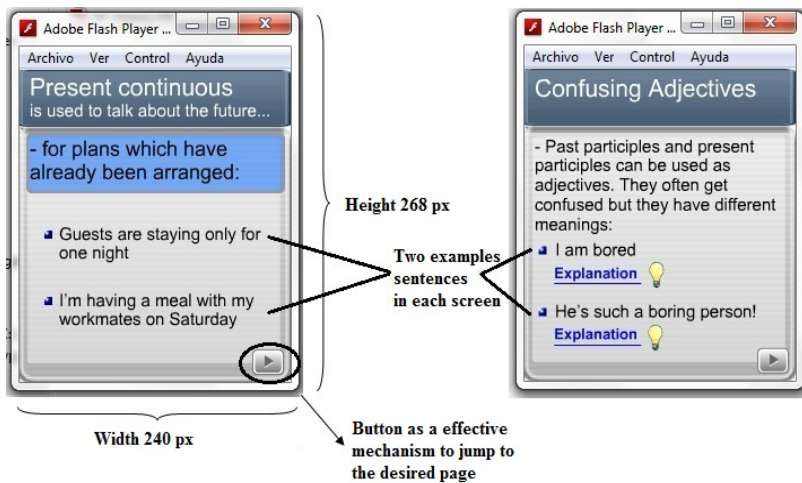 Adobe Flash Player ...
Archivo Ver Control Ayuda
Present continuous
is used to talk about the future...
- for plans which have
already been arranged:
Guests are staying only for
one night
I'm having a meal with my
workmates on Saturday
Width 240 px
Height 268 px
Two examples
sentences
in each screen
Button as a effective
mechanism to jump to
the desired page
Adobe Flash Player ...
Archivo Ver Control Ayuda
Confusing Adjectives
- Past participles and present
participles can be used as
adjectives. They often get
confused but they have different
meanings:
I am bored
Explanation
He's such a boring person!
Explanation